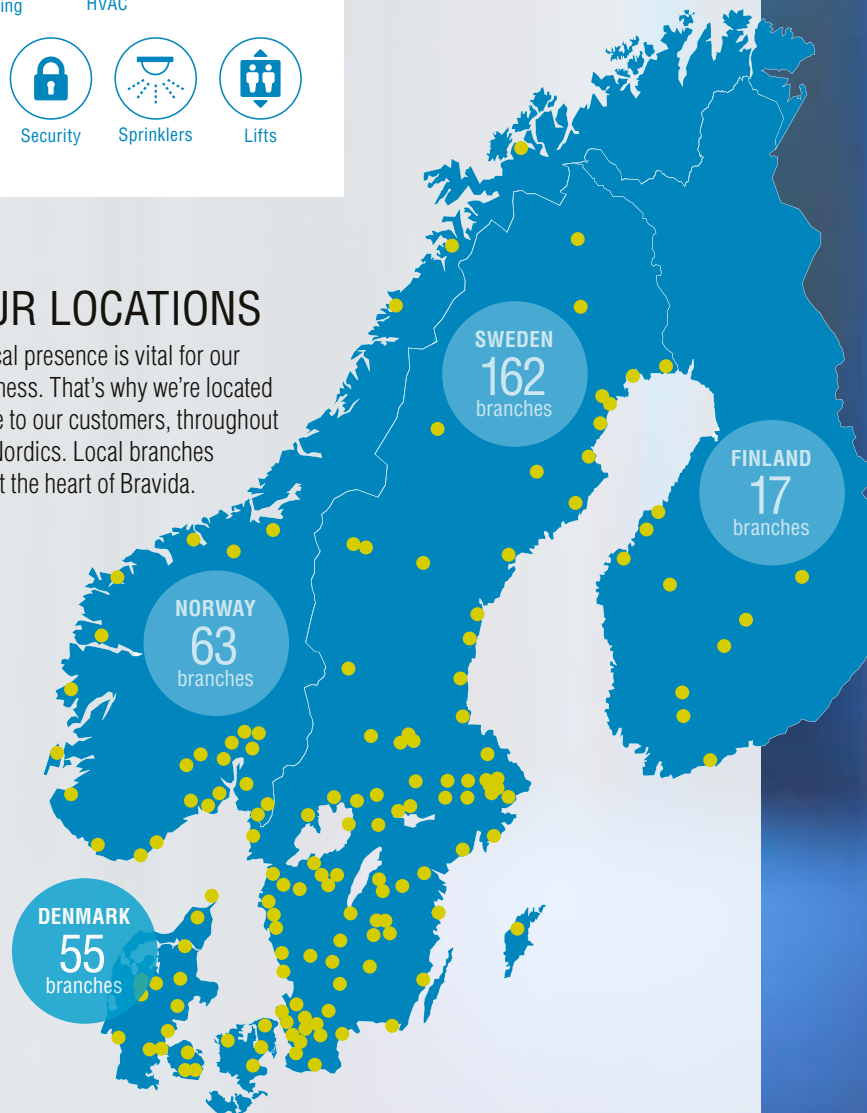 ing
HVAC
Security
Sprinklers
Lifts
UR LOCATIONS
cal presence is vital for our
ness. That's why we're located
e to our customers, throughout
Nordics. Local branches
t the heart of Bravida.
SWEDEN
162
branches
FINLAND
17
branches
NORWAY
63
branches
DENMARK
55
branches